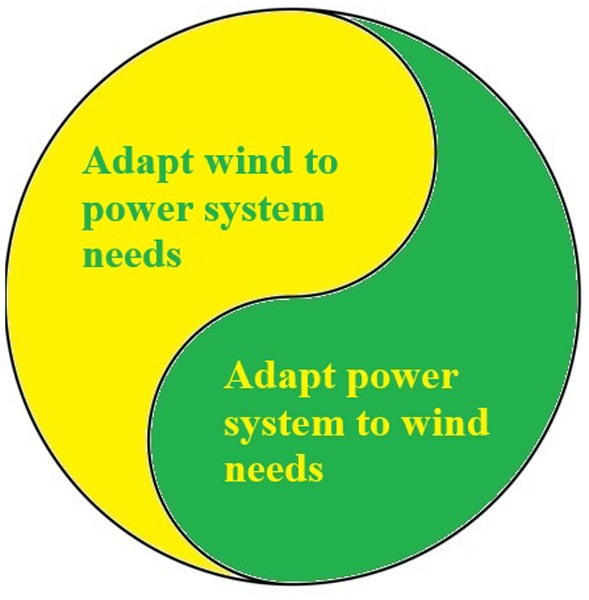 Adapt wind to
power system
needs
Adapt power
system to wind
needs